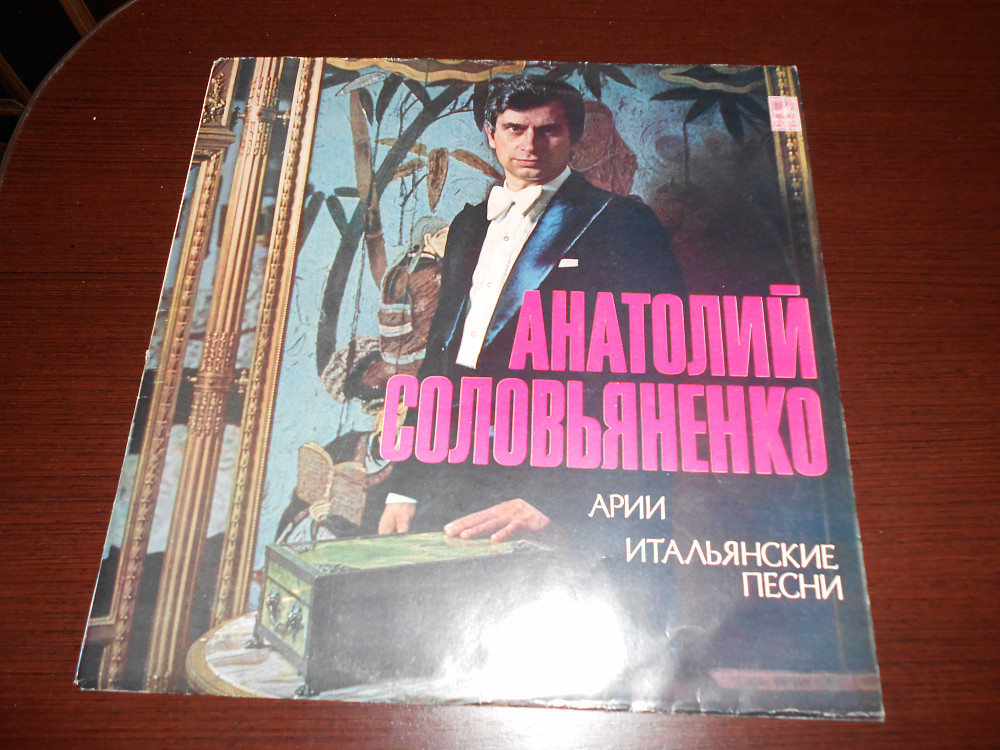 АНАТОЛИЙ
СОЛОВЬЯНЕНКО
АРИИ
ИТАЛЬЯНСКИЕ
ПЕСНИ